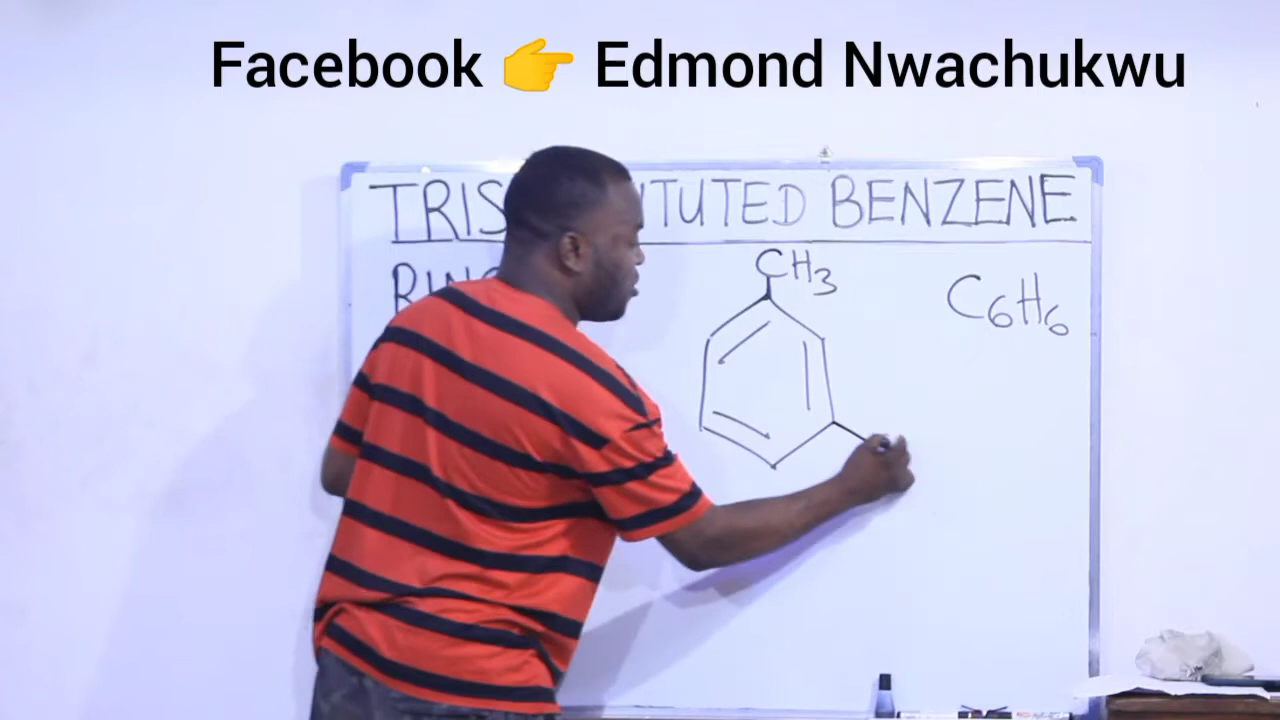 Facebook 👉 Edmond Nwachukwu
TRIS TUTED BENZENE
RIN
CH3
C6H6